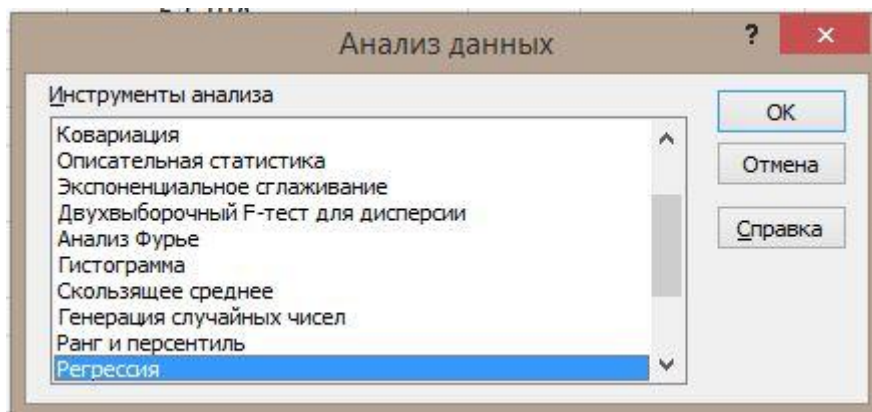 Анализ данных
?
Инструменты анализа
Ковариация
Описательная статистика
Экспоненциальное сглаживание
Двухвыборочный F-тест для дисперсии
Анализ Фурье
Гистограмма
Скользящее среднее
Генерация случайных чисел
Ранг и персентиль
Регрессия
ОК
Отмена
Справка